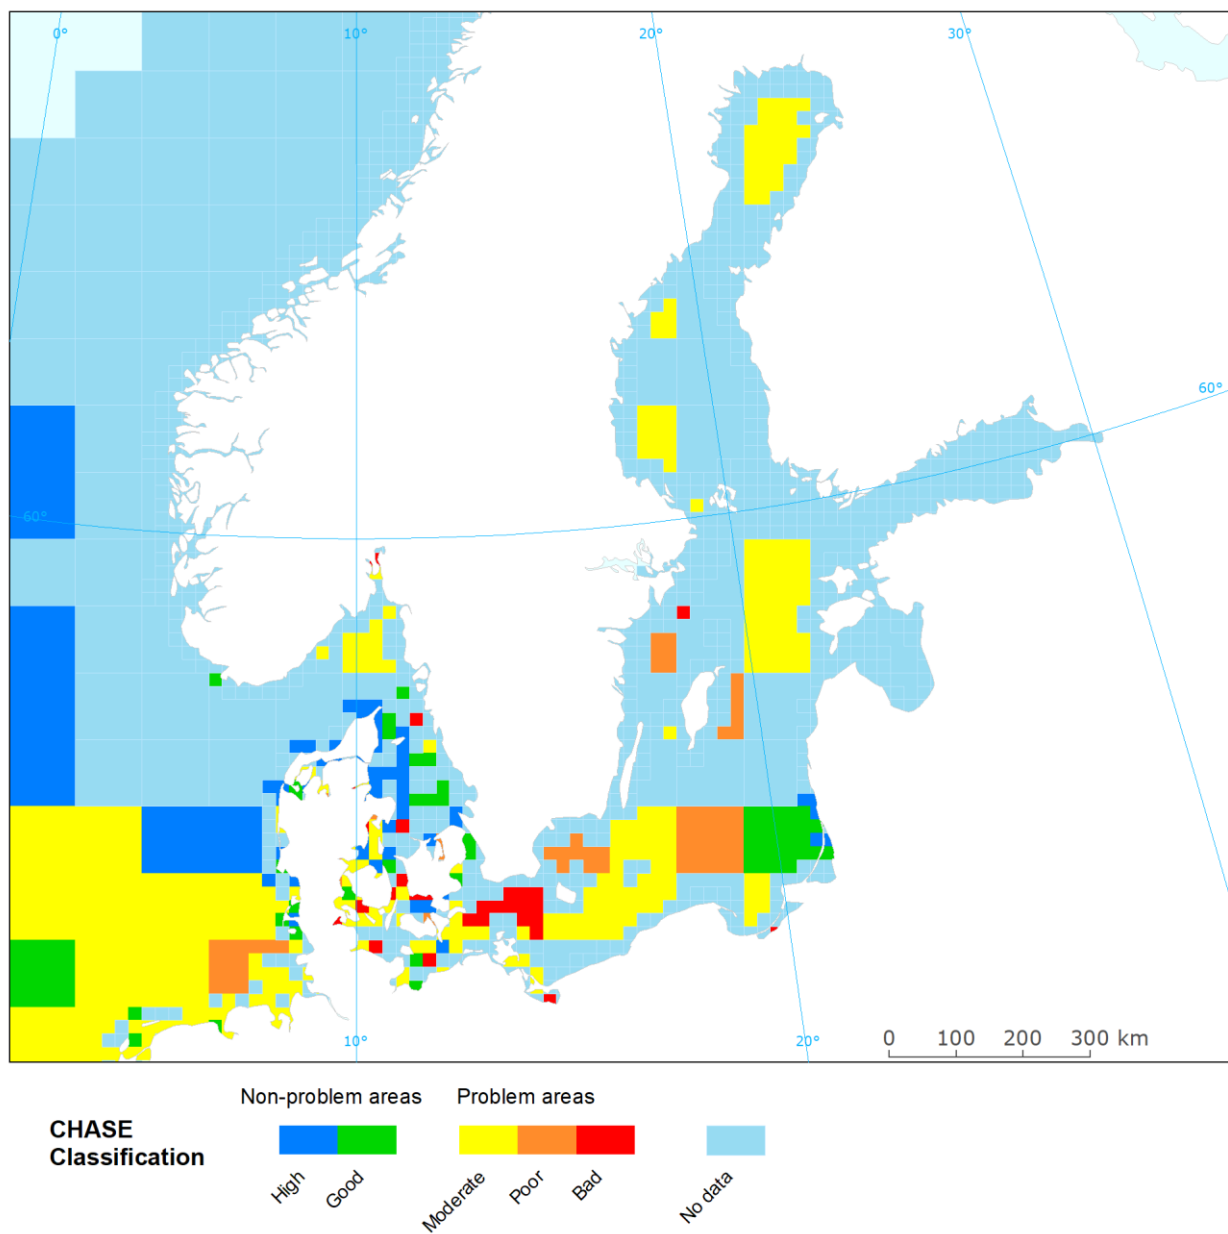 0° 10° 20° 30°
60°
60°
10° 20°
0 100 200 300 km
Non-problem areas Problem areas
CHASE
Classification
High Good Moderate Poor Bad No data